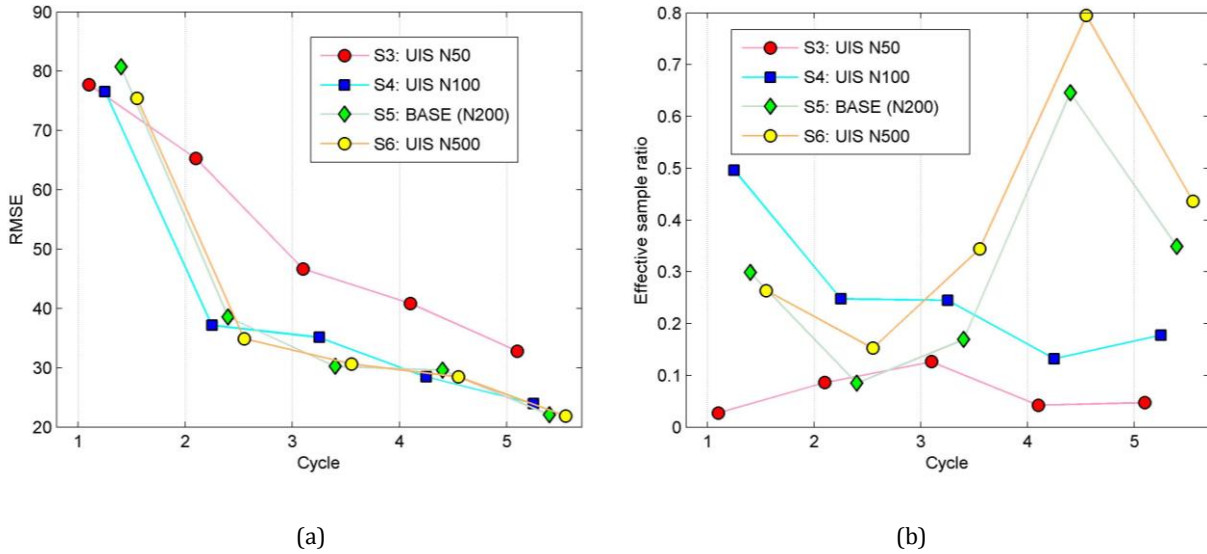 90
80
70
60
50
40
30
20
RMSE
S3: UIS N50
S4: UIS N100
S5: BASE (N200)
S6: UIS N500
1 2 3 4 5
Cycle
(a)
0.8
0.7
0.6
0.5
0.4
0.3
0.2
0.1
0
Effective sample ratio
S3: UIS N50
S4: UIS N100
S5: BASE (N200)
S6: UIS N500
1 2 3 4 5
Cycle
(b)